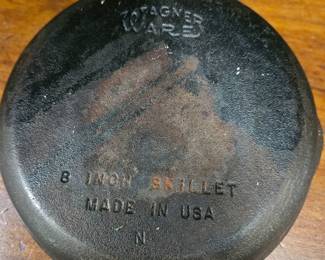 WAGNER
WARE
8 INCH SKILLET
MADE IN USA
N